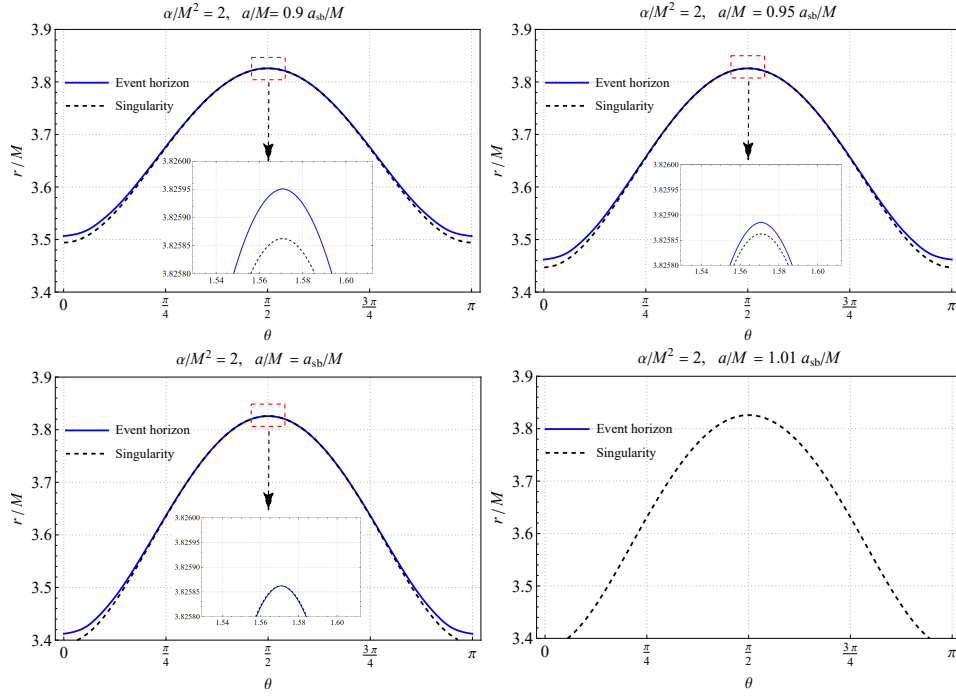 α/M² = 2, a/M = 0.9 a_sb/M
3.9
3.8
3.7
3.6
3.5
3.4
r / M
Event horizon
Singularity
3.82600
3.82595
3.82590
3.82585
3.82580
1.54 1.56 1.58 1.60
0 π/4 π/2 3π/4 π
θ
α/M² = 2, a/M = 0.95 a_sb/M
3.9
3.8
3.7
3.6
3.5
3.4
r / M
Event horizon
Singularity
3.82600
3.82595
3.82590
3.82585
3.82580
1.54 1.56 1.58 1.60
0 π/4 π/2 3π/4 π
θ
α/M² = 2, a/M = a_sb/M
3.9
3.8
3.7
3.6
3.5
3.4
r / M
Event horizon
Singularity
3.82600
3.82595
3.82590
3.82585
3.82580
1.54 1.56 1.58 1.60
0 π/4 π/2 3π/4 π
θ
α/M² = 2, a/M = 1.01 a_sb/M
3.9
3.8
3.7
3.6
3.5
3.4
r / M
Event horizon
Singularity
0 π/4 π/2 3π/4 π
θ